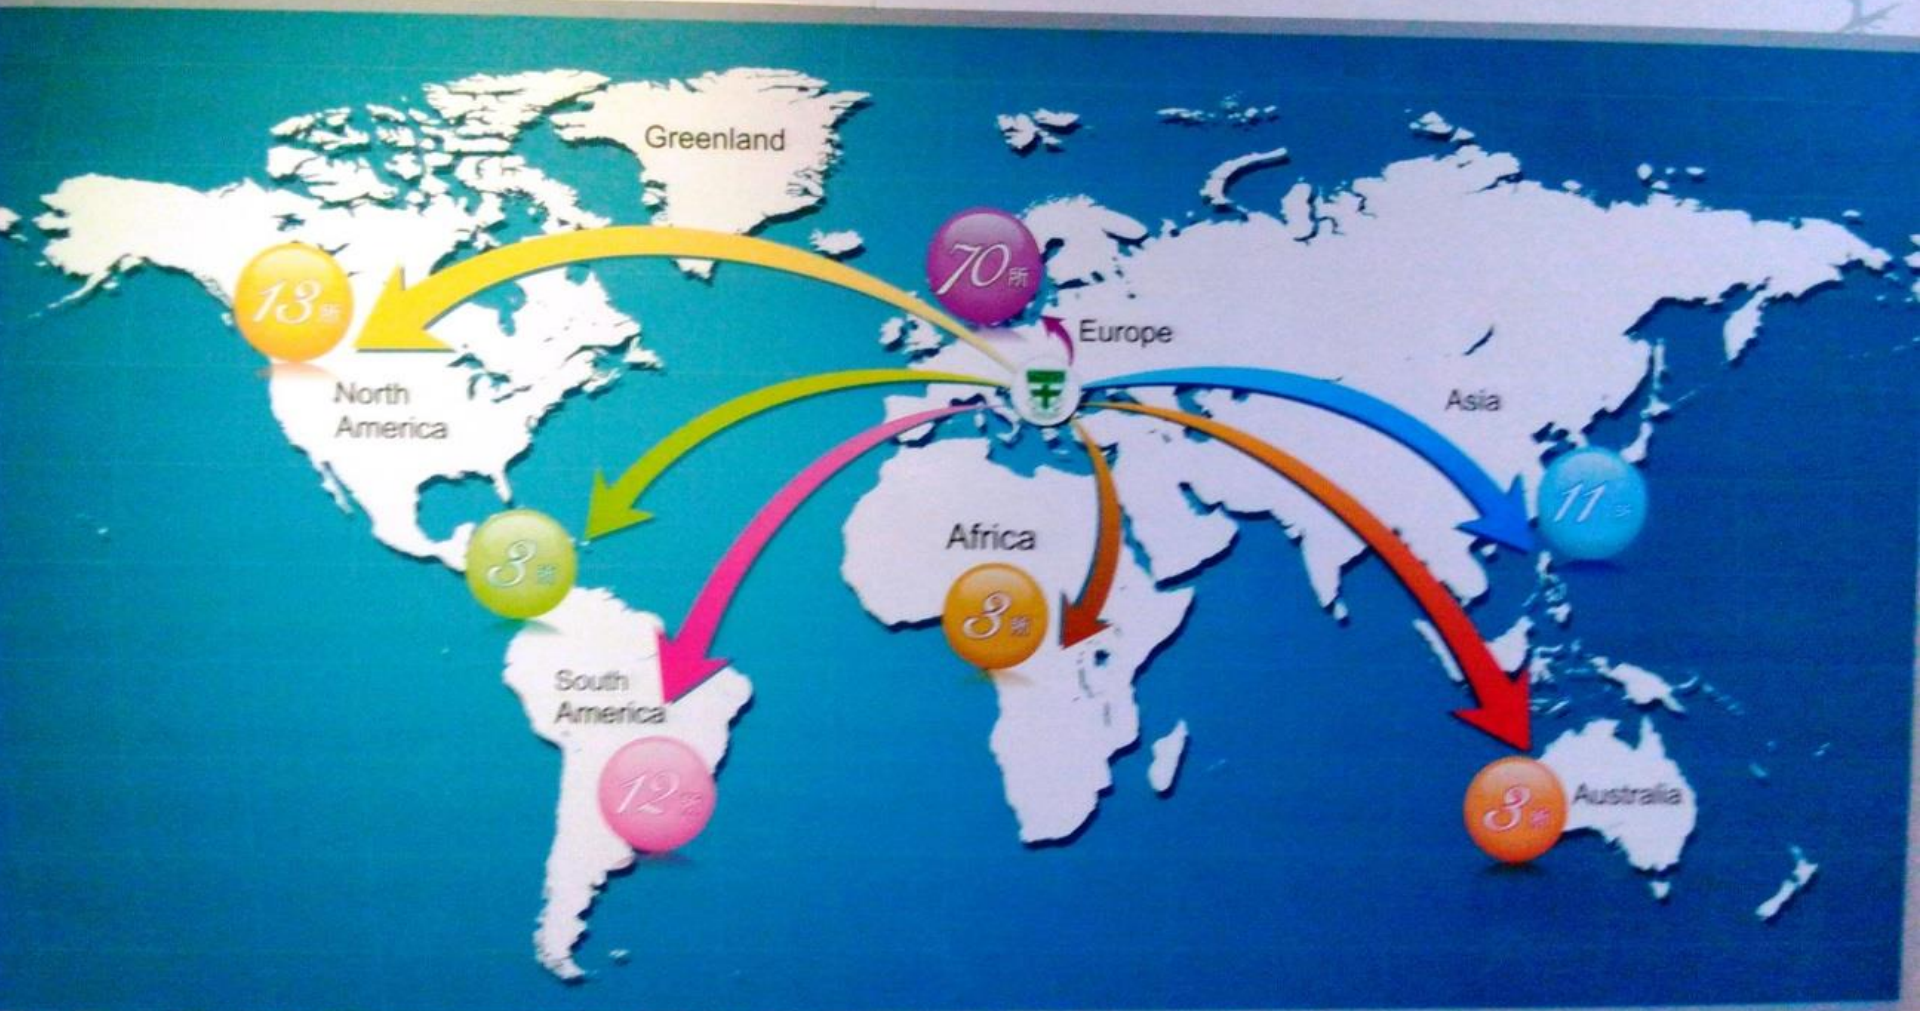 Greenland
70所
13所
Europe
North
America
Asia
11所
3所
Africa
3所
South
America
12所
3所
Australia